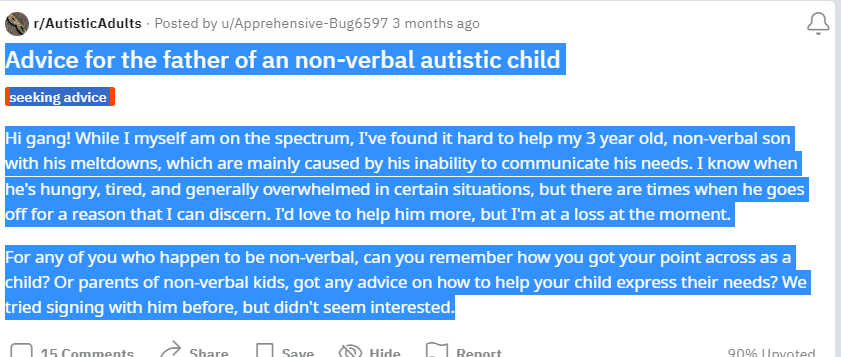 r/AutisticAdults · Posted by u/Apprehensive-Bug6597 3 months ago
Advice for the father of an non-verbal autistic child
seeking advice
Hi gang! While I myself am on the spectrum, I've found it hard to help my 3 year old, non-verbal son
with his meltdowns, which are mainly caused by his inability to communicate his needs. I know when
he's hungry, tired, and generally overwhelmed in certain situations, but there are times when he goes
off for a reason that I can discern. I'd love to help him more, but I'm at a loss at the moment.
For any of you who happen to be non-verbal, can you remember how you got your point across as a
child? Or parents of non-verbal kids, got any advice on how to help your child express their needs? We
tried signing with him before, but didn't seem interested.
15 Comments Share Save Hide Report 90% Upvoted